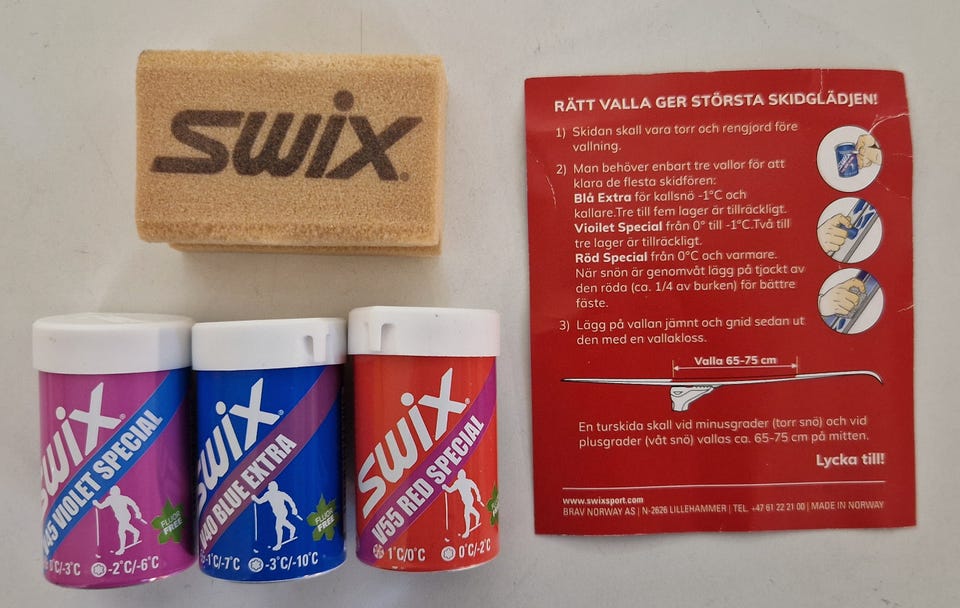 SWIX
RÄTT VALLA GER STÖRSTA SKIDGLÄDJEN!
1) Skidan skall vara torr och rengjord före
vallning.
2) Man behöver enbart tre vallor för att
klara de flesta skidfören:
Blå Extra för kallsnö -1°C och
kallare.Tre till fem lager är tillräckligt.
Vioilet Special från 0° till -1°C.Två till
tre lager är tillräckligt.
Röd Special från 0°C och varmare.
När snön är genomvåt lägg på tjockt av
den röda (ca. 1/4 av burken) för bättre
fäste.
3) Lägg på vallan jämnt och gnid sedan ut
den med en vallakloss.
Valla 65-75 cm
En turskida skall vid minusgrader (torr snö) och vid
plusgrader (våt snö) vallas ca. 65-75 cm på mitten.
Lycka till!
www.swixsport.com
BRAV NORWAY AS | N-2626 LILLEHAMMER | TEL +47 61 22 21 00 | MADE IN NORWAY
SWIX
V45 VIOLET SPECIAL
FLUOR
FREE
0°C/-3°C -2°C/-6°C
SWIX
V40 BLUE EXTRA
FLUOR
FREE
-1°/-7°C -3°C/-10°C
SWIX
V55 RED SPECIAL
1°C/0°C 0°C/-2°C